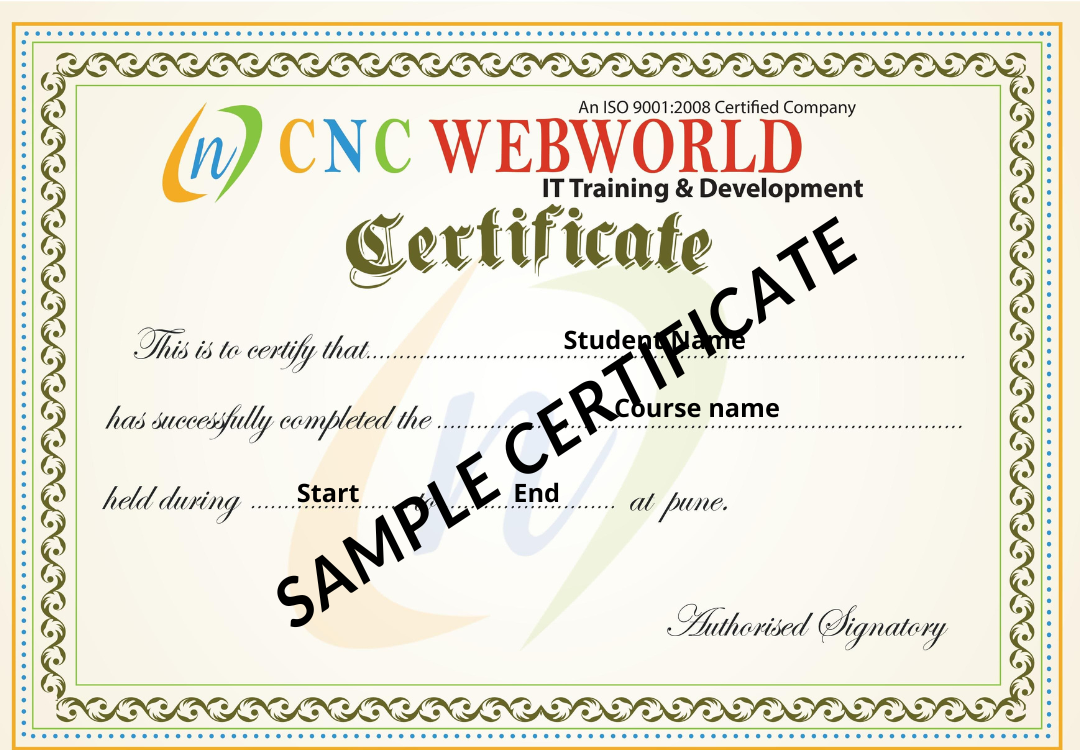 An ISO 9001:2008 Certified Company
n CNC WEBWORLD
IT Training & Development
Certificate
This is to certify that.......... Student Name ..........
has successfully completed the .......... Course name ..........
held during .......... Start .......... to .......... End .......... at pune.
SAMPLE CERTIFICATE
Authorised Signatory